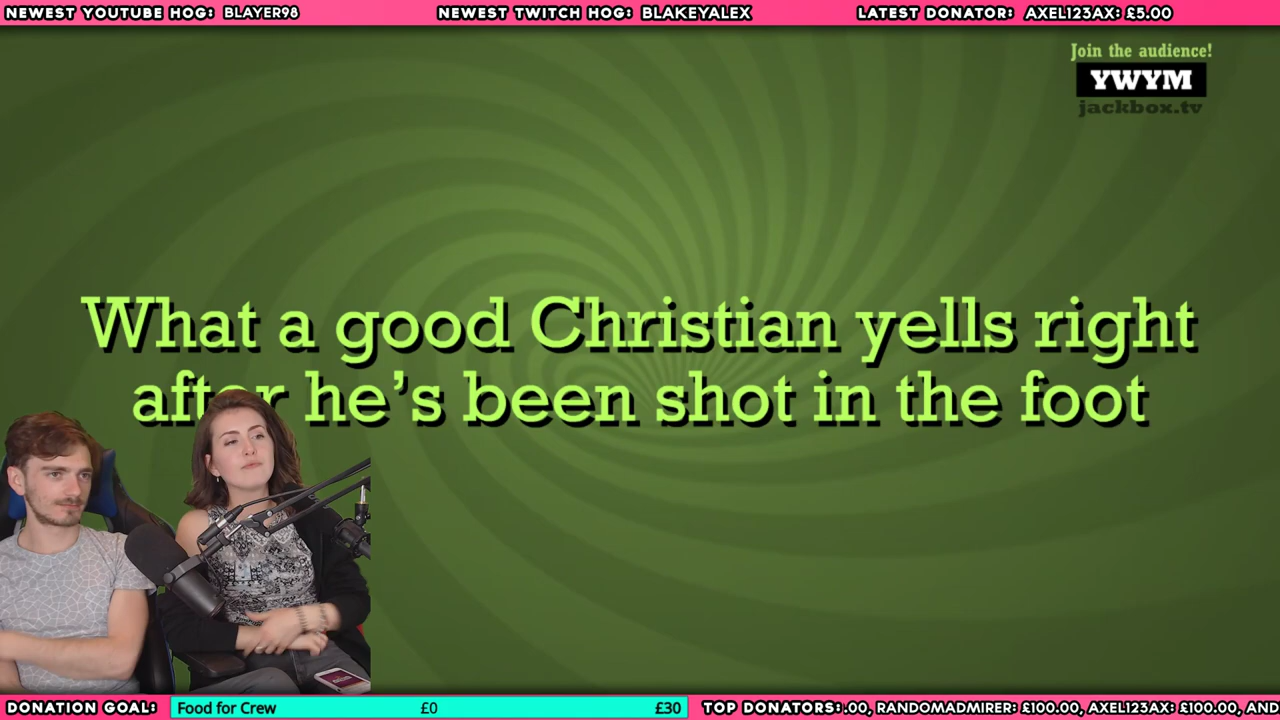 NEWEST YOUTUBE HOG: BLAYER98 NEWEST TWITCH HOG: BLAKEYALEX LATEST DONATOR: AXEL123AX: £5.00
Join the audience!
YWYM
jackbox.tv
What a good Christian yells right
after he's been shot in the foot
DONATION GOAL: Food for Crew £0 £30 TOP DONATORS: .00, RANDOMADMIRER: £100.00, AXEL123AX: £100.00, AND